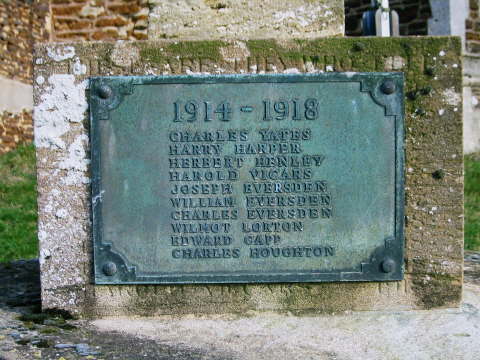 1914 - 1918
CHARLES YATES
HARRY HARPER
HERBERT HENLEY
HAROLD VICARS
JOSEPH EVERSDEN
WILLIAM EVERSDEN
CHARLES EVERSDEN
WILMOT LORTON
EDWARD GAPP
CHARLES HOUGHTON